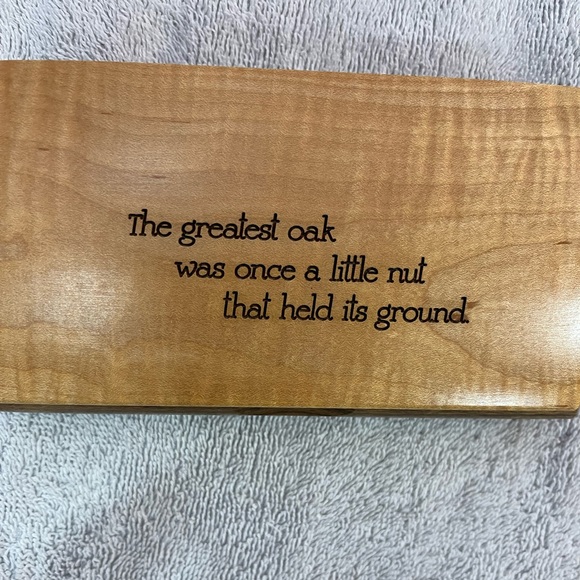 The greatest oak
was once a little nut
that held its ground.